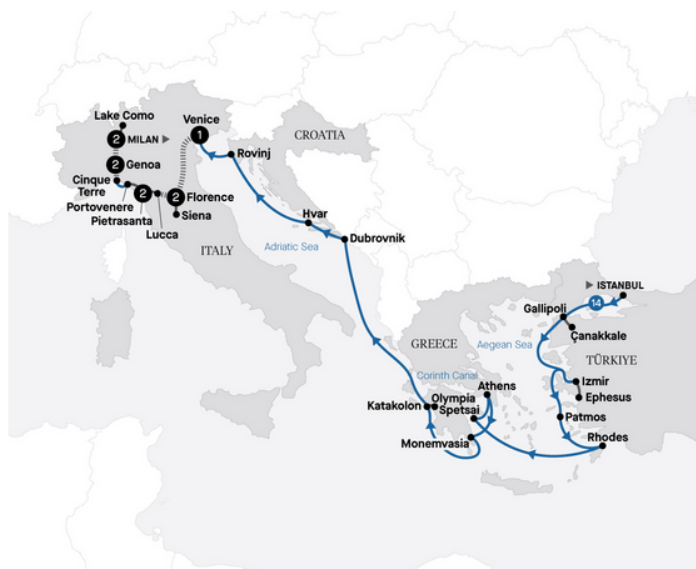 Lake Como
2 MILAN
2 Genoa
Cinque
Terre
Portovenere
Pietrasanta
2
Lucca
2 Florence
Siena
Venice
1
Rovinj
CROATIA
Hvar
Dubrovnik
Adriatic Sea
ITALY
ISTANBUL
14
Gallipoli
Çanakkale
GREECE
Aegean Sea
TÜRKIYE
Corinth Canal
Athens
Izmir
Ephesus
Olympia
Katakolon
Spetsai
Patmos
Monemvasia
Rhodes